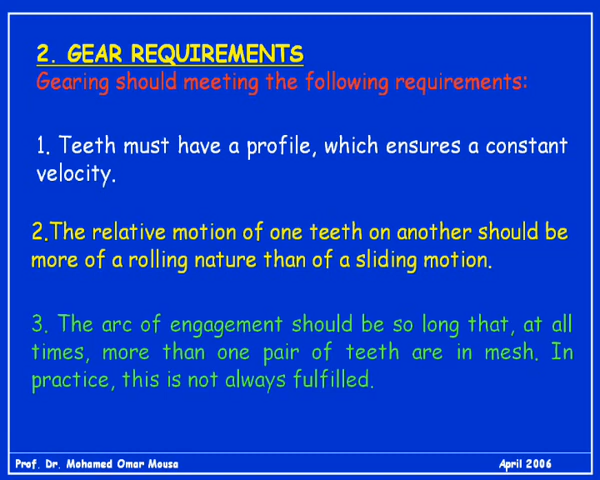 2. GEAR REQUIREMENTS
Gearing should meeting the following requirements:
1. Teeth must have a profile, which ensures a constant
velocity.
2.The relative motion of one teeth on another should be
more of a rolling nature than of a sliding motion.
3. The arc of engagement should be so long that, at all
times, more than one pair of teeth are in mesh. In
practice, this is not always fulfilled.
Prof. Dr. Mohamed Omar Mousa
April 2006